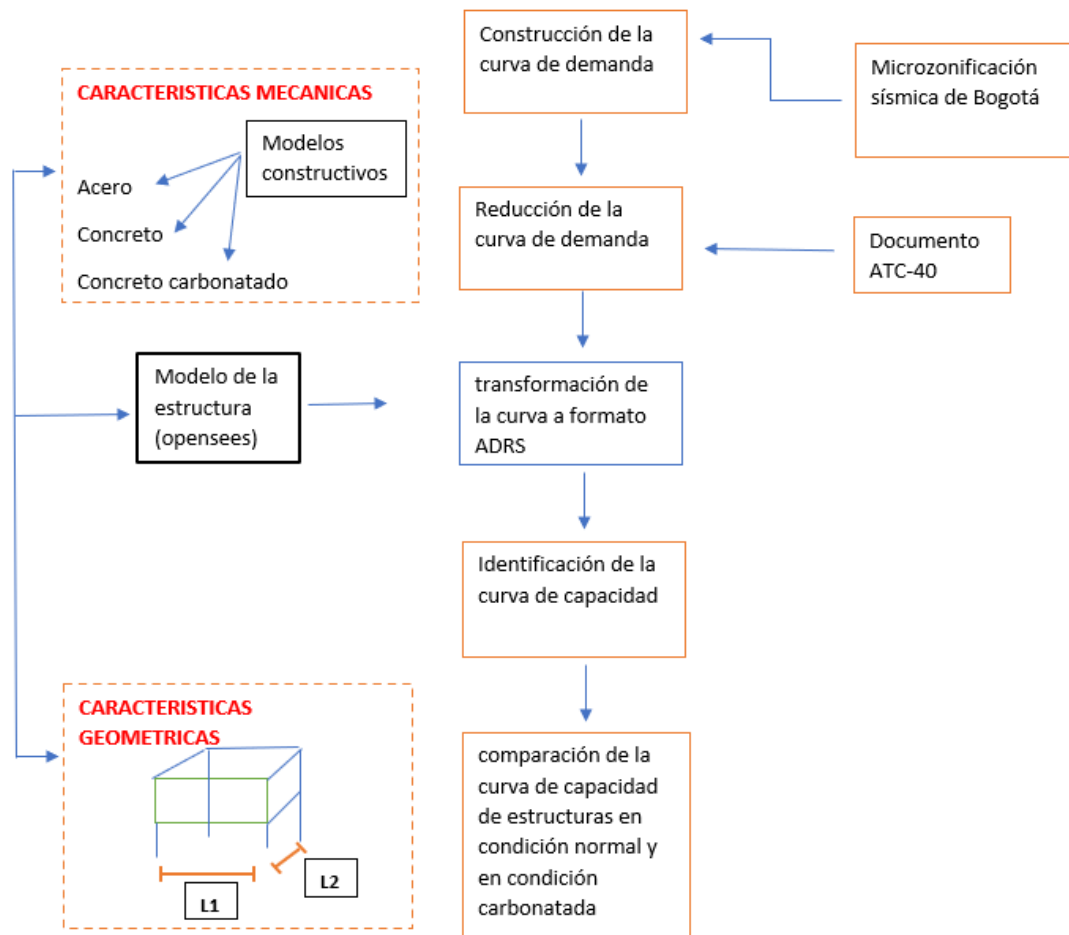 Construcción de la
curva de demanda
Microzonificación
sísmica de Bogotá
CARACTERISTICAS MECANICAS
Modelos
constructivos
Acero
Concreto
Concreto carbonatado
Reducción de la
curva de demanda
Documento
ATC-40
Modelo de la
estructura
(opensees)
transformación de
la curva a formato
ADRS
Identificación de la
curva de capacidad
CARACTERISTICAS
GEOMETRICAS
L1
L2
comparación de la
curva de capacidad
de estructuras en
condición normal y
en condición
carbonatada